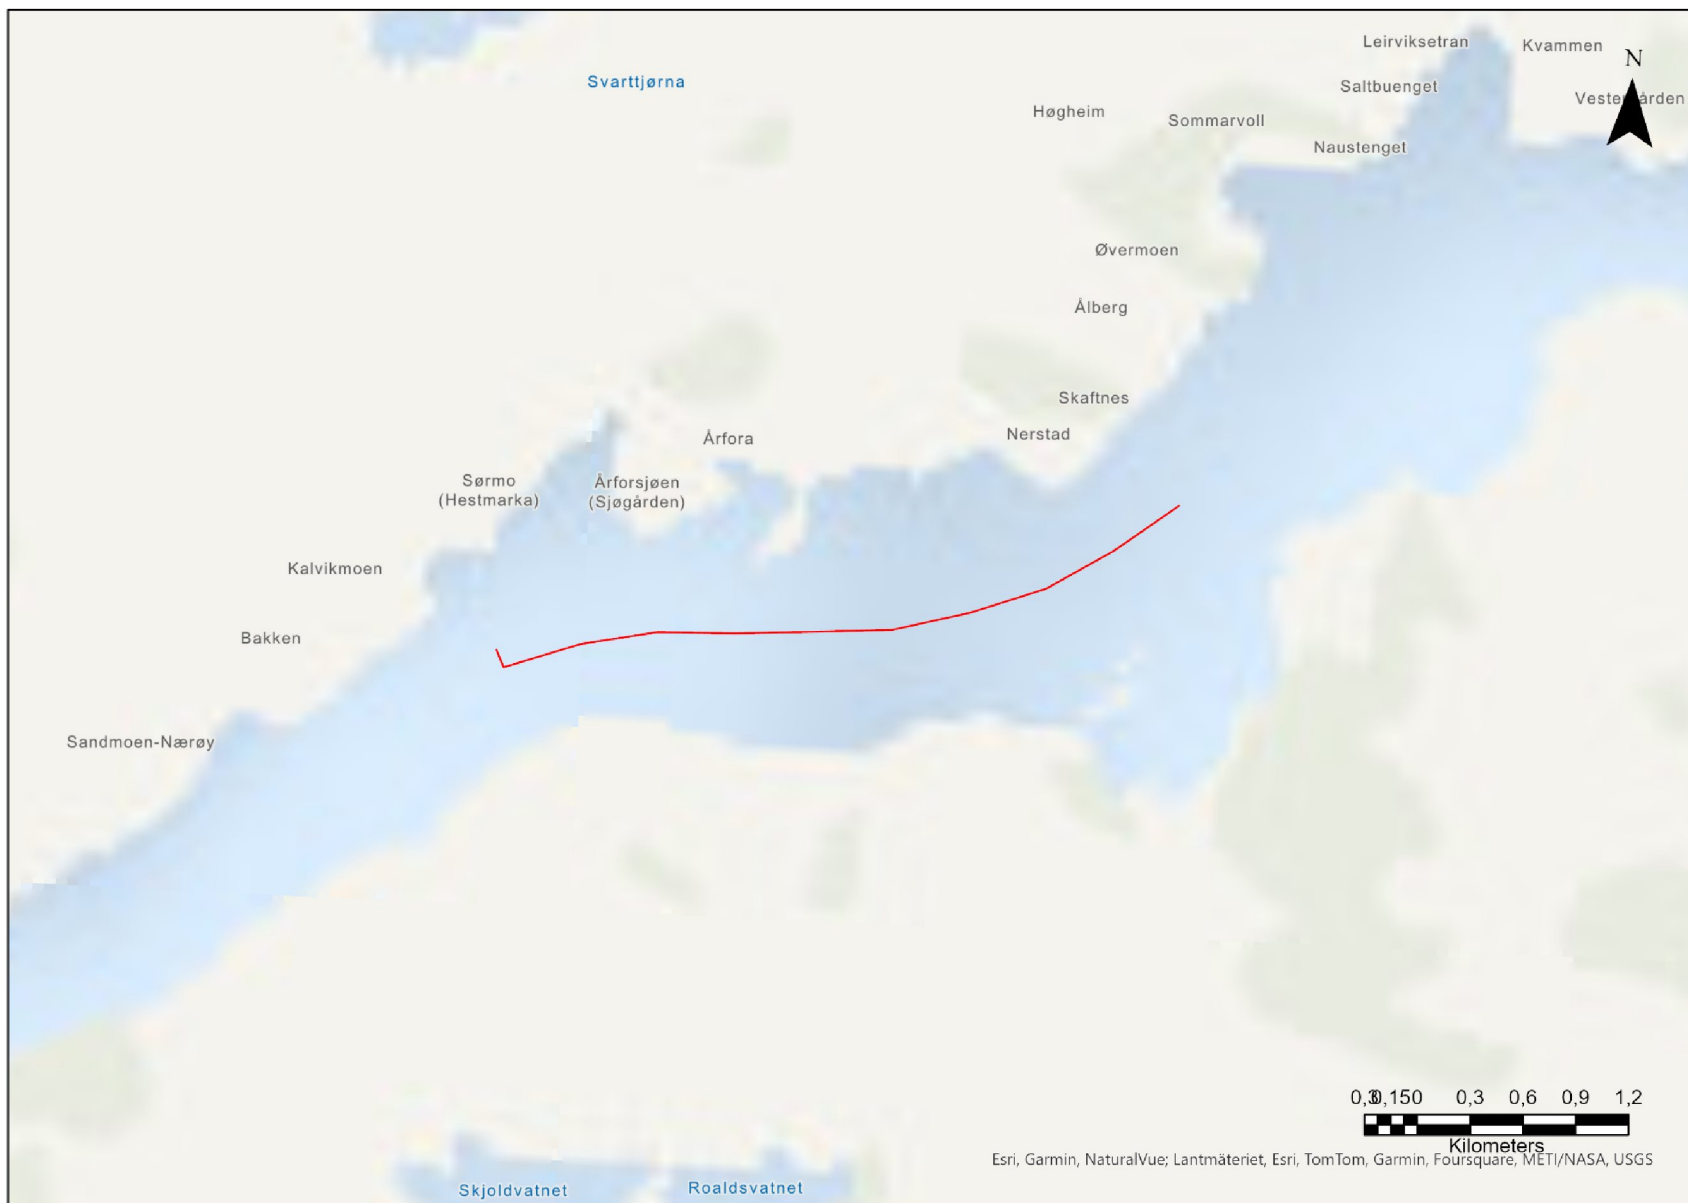 Leirviksetran
Kvammen
N
Svarttjørna
Saltbuenget
Høgheim
Sommarvoll
Naustenget
Øvermoen
Ålberg
Skaftnes
Nerstad
Årfora
Sørmo
(Hestmarka)
Årforsjøen
(Sjøgården)
Kalvikmoen
Bakken
Sandmoen-Nærøy
0,3 0,15 0 0,3 0,6 0,9 1,2
Kilometers
Esri, Garmin, NaturalVue; Lantmäteriet, Esri, TomTom, Garmin, Foursquare, METI/NASA, USGS
Skjoldvatnet
Roaldsvatnet